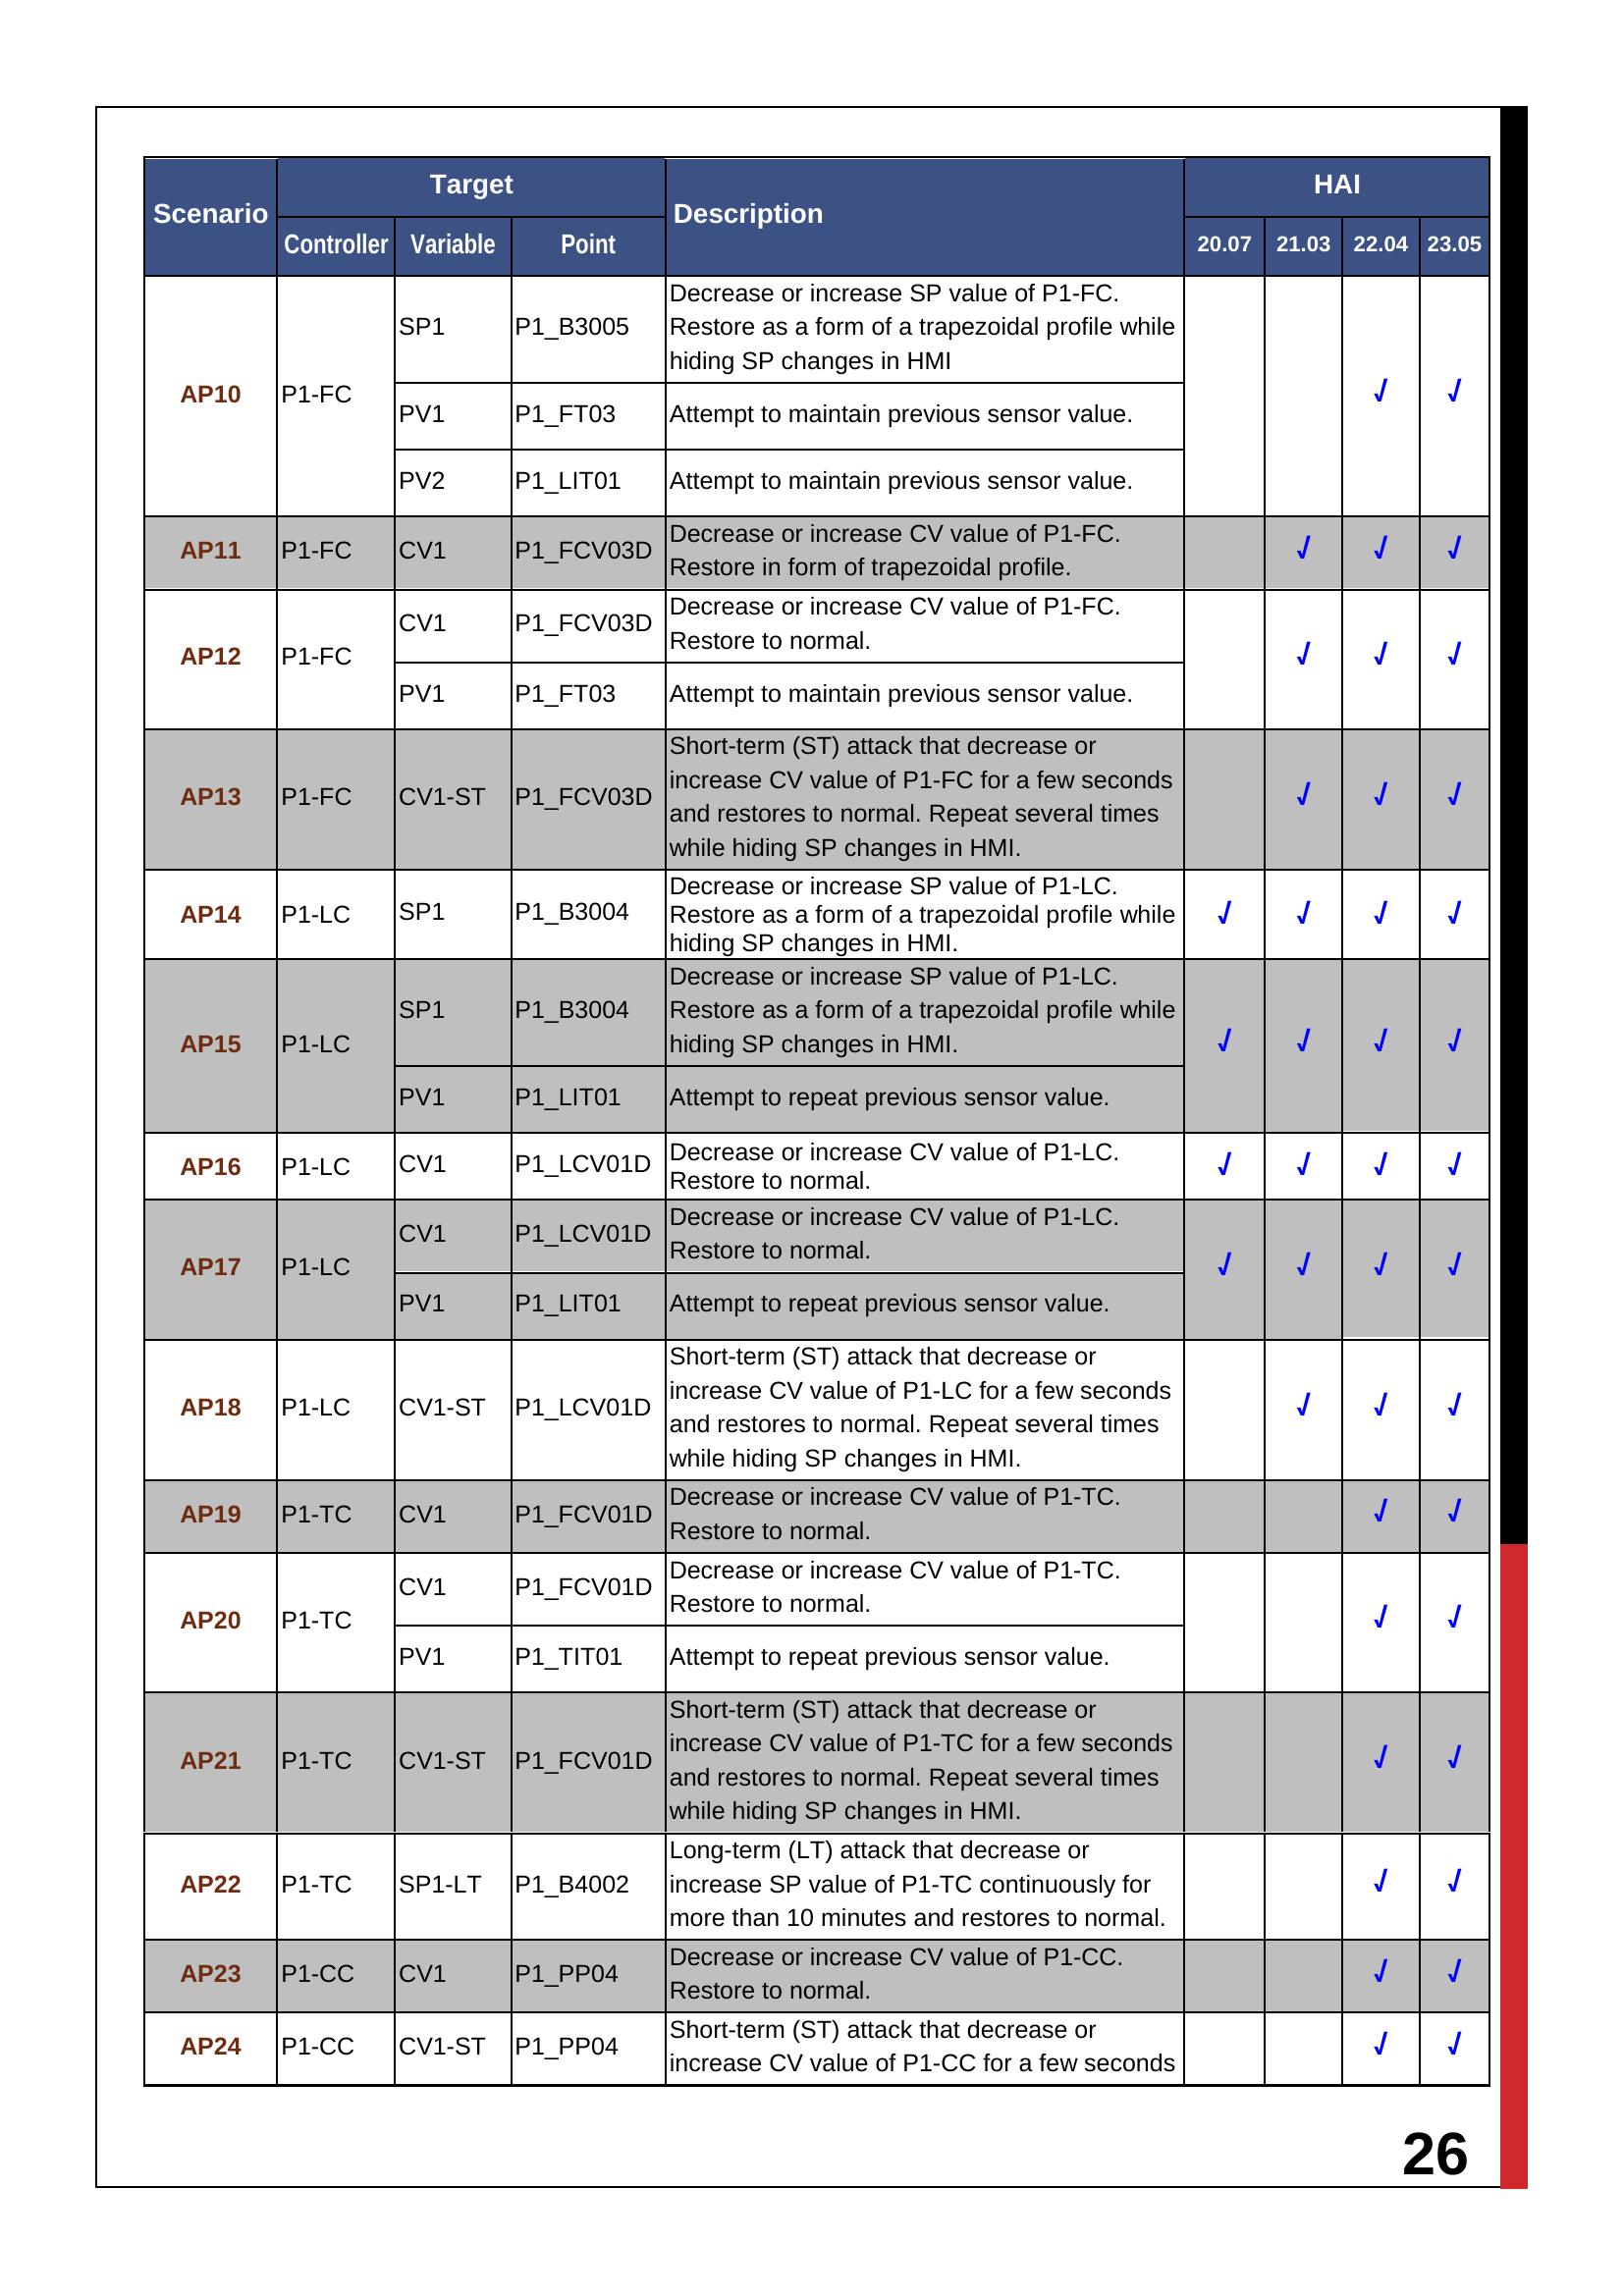 Scenario Target Description HAI
Controller Variable Point 20.07 21.03 22.04 23.05
AP10 P1-FC SP1 P1_B3005 Decrease or increase SP value of P1-FC.
Restore as a form of a trapezoidal profile while
hiding SP changes in HMI
√ √
PV1 P1_FT03 Attempt to maintain previous sensor value.
PV2 P1_LIT01 Attempt to maintain previous sensor value.
AP11 P1-FC CV1 P1_FCV03D Decrease or increase CV value of P1-FC.
Restore in form of trapezoidal profile.
√ √ √
AP12 P1-FC CV1 P1_FCV03D Decrease or increase CV value of P1-FC.
Restore to normal.
√ √ √
PV1 P1_FT03 Attempt to maintain previous sensor value.
AP13 P1-FC CV1-ST P1_FCV03D Short-term (ST) attack that decrease or
increase CV value of P1-FC for a few seconds
and restores to normal. Repeat several times
while hiding SP changes in HMI.
√ √ √
AP14 P1-LC SP1 P1_B3004 Decrease or increase SP value of P1-LC.
Restore as a form of a trapezoidal profile while
hiding SP changes in HMI.
√ √ √ √
AP15 P1-LC SP1 P1_B3004 Decrease or increase SP value of P1-LC.
Restore as a form of a trapezoidal profile while
hiding SP changes in HMI.
√ √ √ √
PV1 P1_LIT01 Attempt to repeat previous sensor value.
AP16 P1-LC CV1 P1_LCV01D Decrease or increase CV value of P1-LC.
Restore to normal.
√ √ √ √
AP17 P1-LC CV1 P1_LCV01D Decrease or increase CV value of P1-LC.
Restore to normal.
√ √ √ √
PV1 P1_LIT01 Attempt to repeat previous sensor value.
AP18 P1-LC CV1-ST P1_LCV01D Short-term (ST) attack that decrease or
increase CV value of P1-LC for a few seconds
and restores to normal. Repeat several times
while hiding SP changes in HMI.
√ √ √
AP19 P1-TC CV1 P1_FCV01D Decrease or increase CV value of P1-TC.
Restore to normal.
√ √
AP20 P1-TC CV1 P1_FCV01D Decrease or increase CV value of P1-TC.
Restore to normal.
√ √
PV1 P1_TIT01 Attempt to repeat previous sensor value.
AP21 P1-TC CV1-ST P1_FCV01D Short-term (ST) attack that decrease or
increase CV value of P1-TC for a few seconds
and restores to normal. Repeat several times
while hiding SP changes in HMI.
√ √
AP22 P1-TC SP1-LT P1_B4002 Long-term (LT) attack that decrease or
increase SP value of P1-TC continuously for
more than 10 minutes and restores to normal.
√ √
AP23 P1-CC CV1 P1_PP04 Decrease or increase CV value of P1-CC.
Restore to normal.
√ √
AP24 P1-CC CV1-ST P1_PP04 Short-term (ST) attack that decrease or
increase CV value of P1-CC for a few seconds
√ √
26